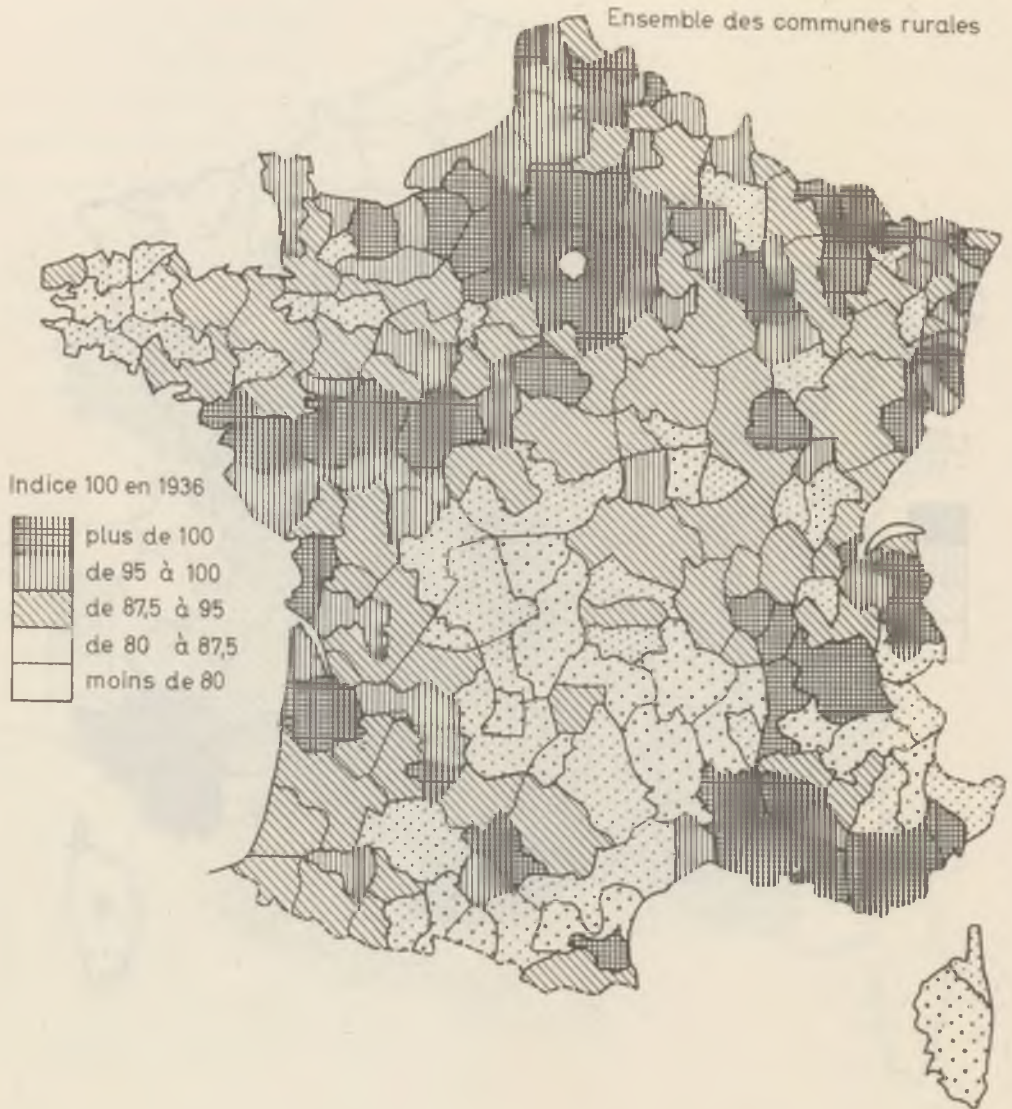 Ensemble des communes rurales
Indice 100 en 1936
plus de 100
de 95 à 100
de 87,5 à 95
de 80 à 87,5
moins de 80